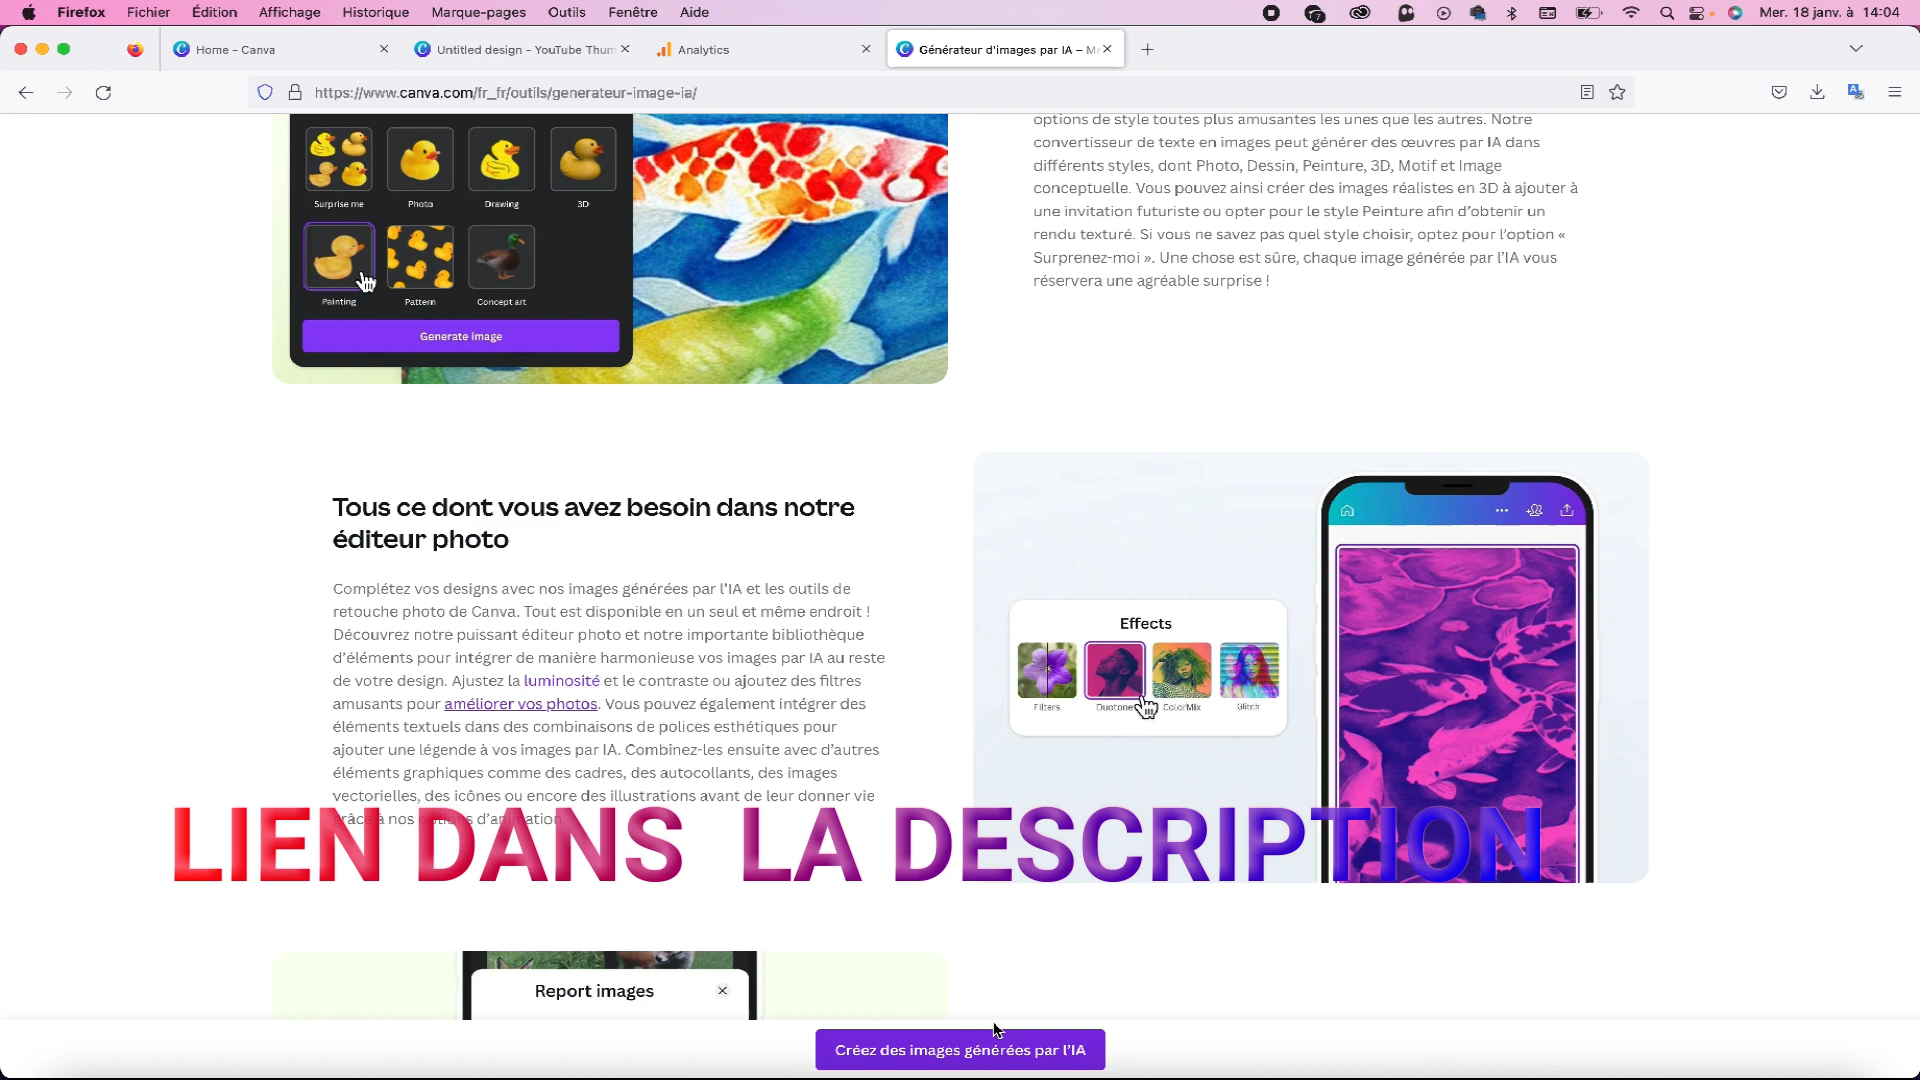 Firefox Fichier Édition Affichage Historique Marque-pages Outils Fenêtre Aide Mer. 18 janv. à 14:04
Home – Canva
Untitled design – YouTube Thum
Analytics
Générateur d'images par IA – M
https://www.canva.com/fr_fr/outils/generateur-image-ia/
Surprise me Photo Drawing 3D
Painting Pattern Concept art
Generate image
options de style toutes plus amusantes les unes que les autres. Notre
convertisseur de texte en images peut générer des œuvres par IA dans
différents styles, dont Photo, Dessin, Peinture, 3D, Motif et Image
conceptuelle. Vous pouvez ainsi créer des images réalistes en 3D à ajouter à
une invitation futuriste ou opter pour le style Peinture afin d'obtenir un
rendu texturé. Si vous ne savez pas quel style choisir, optez pour l'option «
Surprenez-moi ». Une chose est sûre, chaque image générée par l'IA vous
réservera une agréable surprise !
Tous ce dont vous avez besoin dans notre
éditeur photo
Complétez vos designs avec nos images générées par l'IA et les outils de
retouche photo de Canva. Tout est disponible en un seul et même endroit !
Découvrez notre puissant éditeur photo et notre importante bibliothèque
d'éléments pour intégrer de manière harmonieuse vos images par IA au reste
de votre design. Ajustez la luminosité et le contraste ou ajoutez des filtres
amusants pour améliorer vos photos. Vous pouvez également intégrer des
éléments textuels dans des combinaisons de polices esthétiques pour
ajouter une légende à vos images par IA. Combinez-les ensuite avec d'autres
éléments graphiques comme des cadres, des autocollants, des images
vectorielles, des icônes ou encore des illustrations avant de leur donner vie
grâce à nos options d'animation.
Effects
Filters Duotone ColorMix Glitch
LIEN DANS LA DESCRIPTION
Report images
Créez des images générées par l'IA